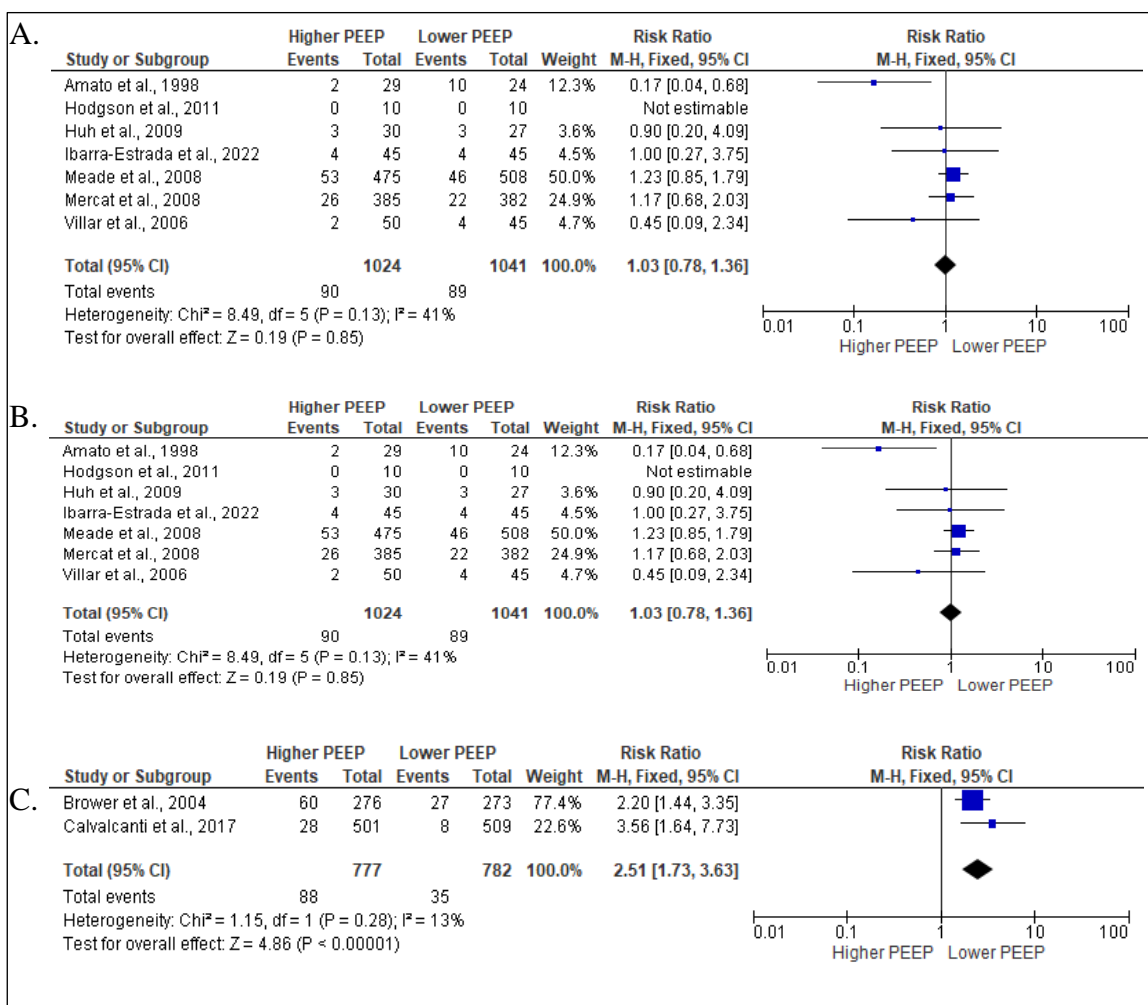 A.
Higher PEEP Lower PEEP Risk Ratio Risk Ratio
Study or Subgroup Events Total Events Total Weight M-H, Fixed, 95% CI M-H, Fixed, 95% CI
Amato et al., 1998 2 29 10 24 12.3% 0.17 [0.04, 0.68]
Hodgson et al., 2011 0 10 0 10 Not estimable
Huh et al., 2009 3 30 3 27 3.6% 0.90 [0.20, 4.09]
Ibarra-Estrada et al., 2022 4 45 4 45 4.5% 1.00 [0.27, 3.75]
Meade et al., 2008 53 475 46 508 50.0% 1.23 [0.85, 1.79]
Mercat et al., 2008 26 385 22 382 24.9% 1.17 [0.68, 2.03]
Villar et al., 2006 2 50 4 45 4.7% 0.45 [0.09, 2.34]
Total (95% CI) 1024 1041 100.0% 1.03 [0.78, 1.36]
Total events 90 89
Heterogeneity: Chi² = 8.49, df = 5 (P = 0.13); I² = 41%
Test for overall effect: Z = 0.19 (P = 0.85)
0.01 0.1 1 10 100
Higher PEEP Lower PEEP
B.
Higher PEEP Lower PEEP Risk Ratio Risk Ratio
Study or Subgroup Events Total Events Total Weight M-H, Fixed, 95% CI M-H, Fixed, 95% CI
Amato et al., 1998 2 29 10 24 12.3% 0.17 [0.04, 0.68]
Hodgson et al., 2011 0 10 0 10 Not estimable
Huh et al., 2009 3 30 3 27 3.6% 0.90 [0.20, 4.09]
Ibarra-Estrada et al., 2022 4 45 4 45 4.5% 1.00 [0.27, 3.75]
Meade et al., 2008 53 475 46 508 50.0% 1.23 [0.85, 1.79]
Mercat et al., 2008 26 385 22 382 24.9% 1.17 [0.68, 2.03]
Villar et al., 2006 2 50 4 45 4.7% 0.45 [0.09, 2.34]
Total (95% CI) 1024 1041 100.0% 1.03 [0.78, 1.36]
Total events 90 89
Heterogeneity: Chi² = 8.49, df = 5 (P = 0.13); I² = 41%
Test for overall effect: Z = 0.19 (P = 0.85)
0.01 0.1 1 10 100
Higher PEEP Lower PEEP
C.
Higher PEEP Lower PEEP Risk Ratio Risk Ratio
Study or Subgroup Events Total Events Total Weight M-H, Fixed, 95% CI M-H, Fixed, 95% CI
Brower et al., 2004 60 276 27 273 77.4% 2.20 [1.44, 3.35]
Calvalcanti et al., 2017 28 501 8 509 22.6% 3.56 [1.64, 7.73]
Total (95% CI) 777 782 100.0% 2.51 [1.73, 3.63]
Total events 88 35
Heterogeneity: Chi² = 1.15, df = 1 (P = 0.28); I² = 13%
Test for overall effect: Z = 4.86 (P < 0.00001)
0.01 0.1 1 10 100
Higher PEEP Lower PEEP